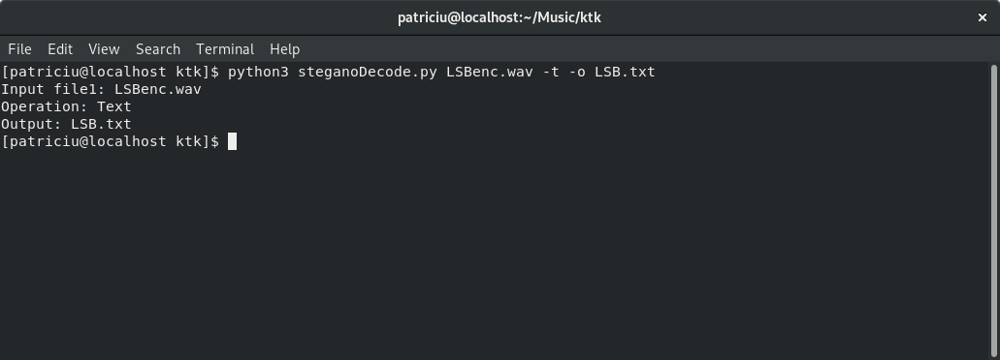 patriciu@localhost:~/Music/ktk ×
File Edit View Search Terminal Help
[patriciu@localhost ktk]$ python3 steganoDecode.py LSBenc.wav -t -o LSB.txt
Input file1: LSBenc.wav
Operation: Text
Output: LSB.txt
[patriciu@localhost ktk]$